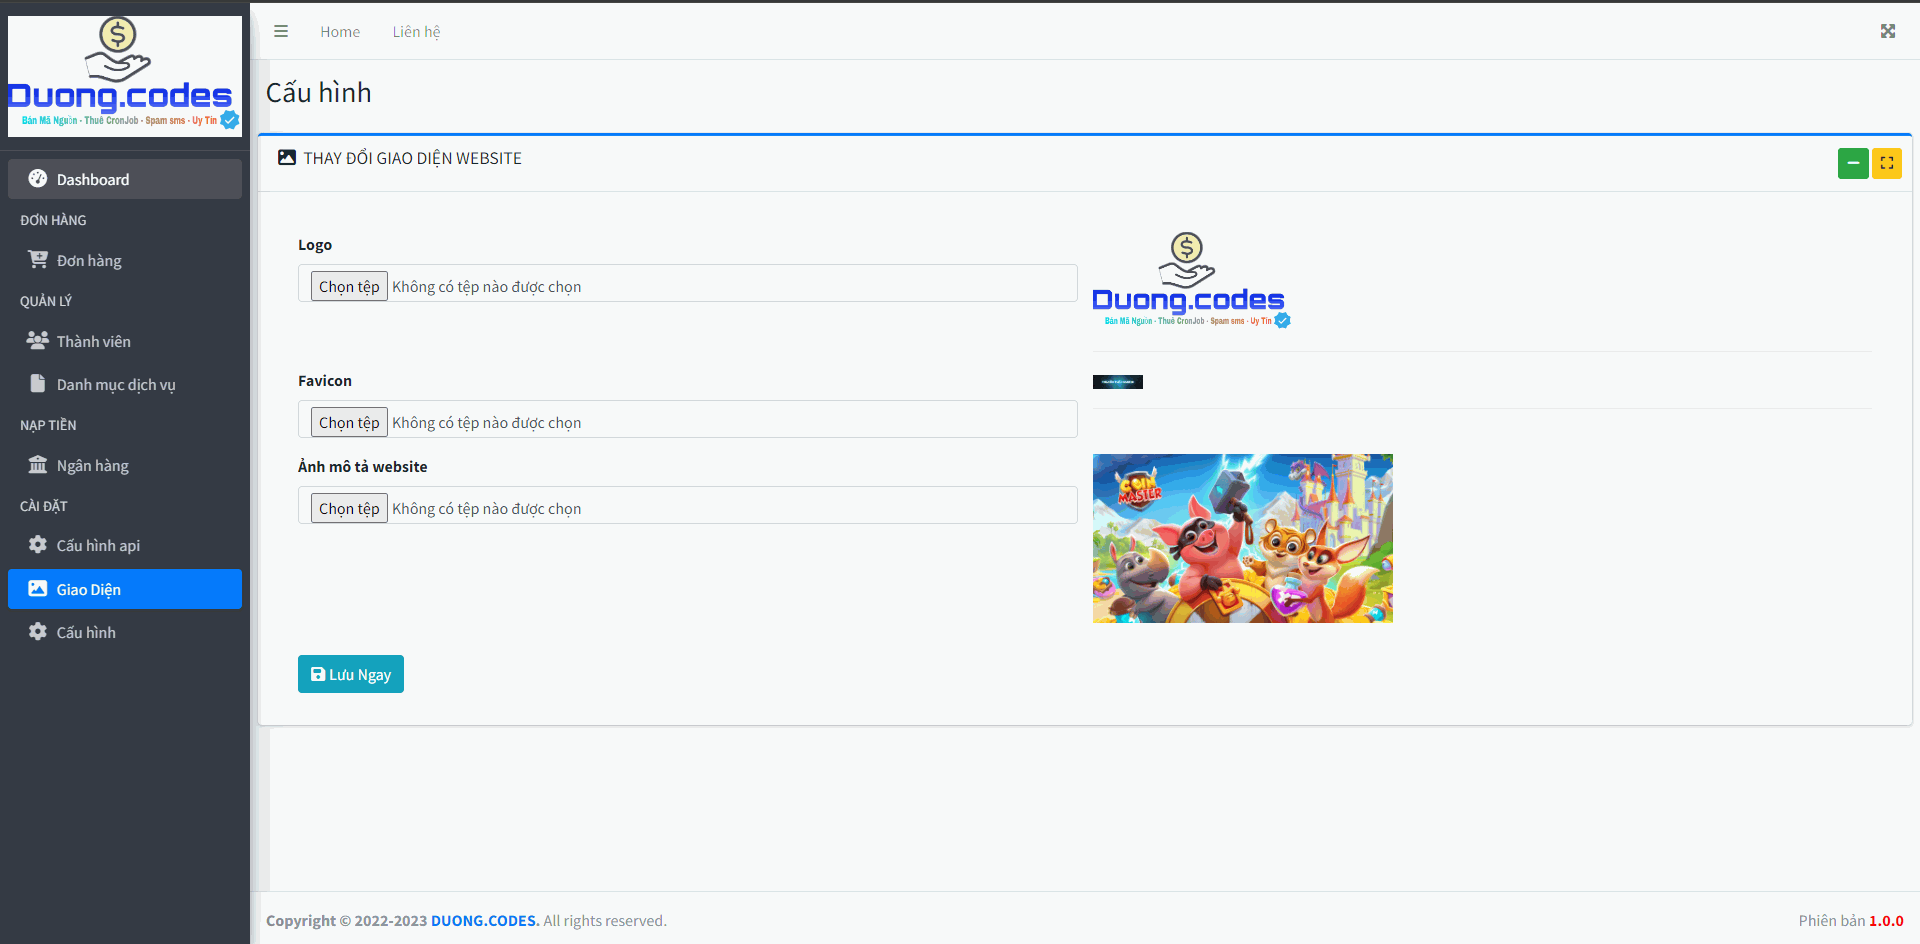 Duong.codes
Bán Mã Nguồn - Thuê CronJob - Spam sms - Uy Tín
Home
Liên hệ
Cấu hình
THAY ĐỔI GIAO DIỆN WEBSITE
Dashboard
ĐƠN HÀNG
Đơn hàng
QUẢN LÝ
Thành viên
Danh mục dịch vụ
NẠP TIỀN
Ngân hàng
CÀI ĐẶT
Cấu hình api
Giao Diện
Cấu hình
Logo
Chọn tệp Không có tệp nào được chọn
Duong.codes
Bán Mã Nguồn - Thuê CronJob - Spam sms - Uy Tín
Favicon
Chọn tệp Không có tệp nào được chọn
Ảnh mô tả website
Chọn tệp Không có tệp nào được chọn
COIN
MASTER
Lưu Ngay
Copyright © 2022-2023 DUONG.CODES. All rights reserved.
Phiên bản 1.0.0